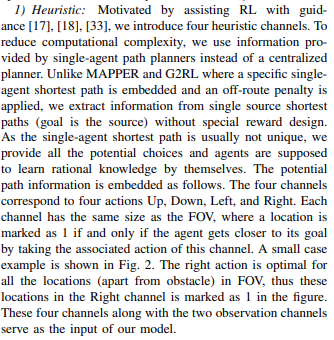 1) Heuristic: Motivated by assisting RL with guid-
ance [17], [18], [33], we introduce four heuristic channels. To
reduce computational complexity, we use information pro-
vided by single-agent path planners instead of a centralized
planner. Unlike MAPPER and G2RL where a specific single-
agent shortest path is embedded and an off-route penalty is
applied, we extract information from single source shortest
paths (goal is the source) without special reward design.
As the single-agent shortest path is usually not unique, we
provide all the potential choices and agents are supposed
to learn rational knowledge by themselves. The potential
path information is embedded as follows. The four channels
correspond to four actions Up, Down, Left, and Right. Each
channel has the same size as the FOV, where a location is
marked as 1 if and only if the agent gets closer to its goal
by taking the associated action of this channel. A small case
example is shown in Fig. 2. The right action is optimal for
all the locations (apart from obstacle) in FOV, thus these
locations in the Right channel is marked as 1 in the figure.
These four channels along with the two observation channels
serve as the input of our model.